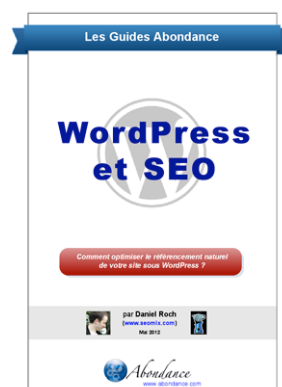 Les Guides Abondance
WordPress
et SEO
Comment optimiser le référencement naturel
de votre site sous WordPress ?
par Daniel Roch
(www.seomix.com)
Mai 2012
Abondance
www.abondance.com